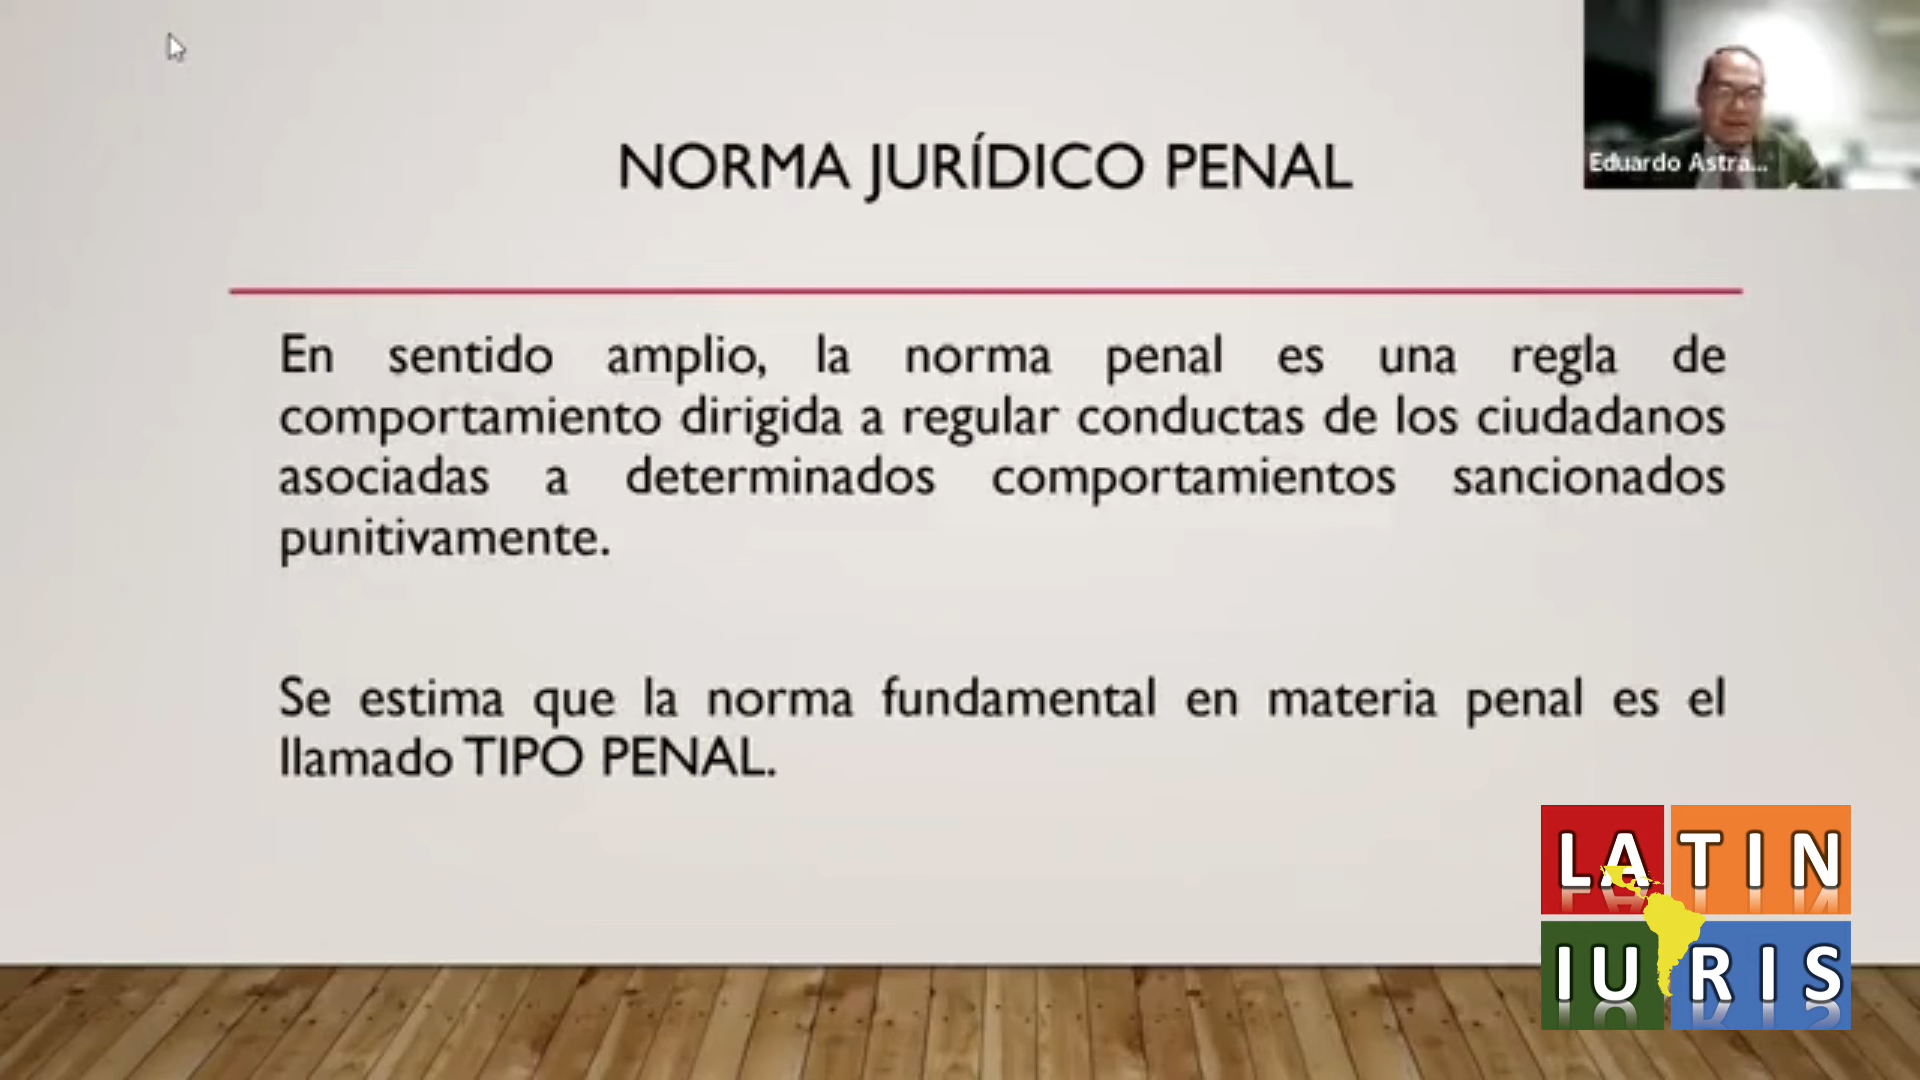 NORMA JURÍDICO PENAL
Eduardo Astra...
En sentido amplio, la norma penal es una regla de
comportamiento dirigida a regular conductas de los ciudadanos
asociadas a determinados comportamientos sancionados
punitivamente.
Se estima que la norma fundamental en materia penal es el
llamado TIPO PENAL.
LATIN
IURIS